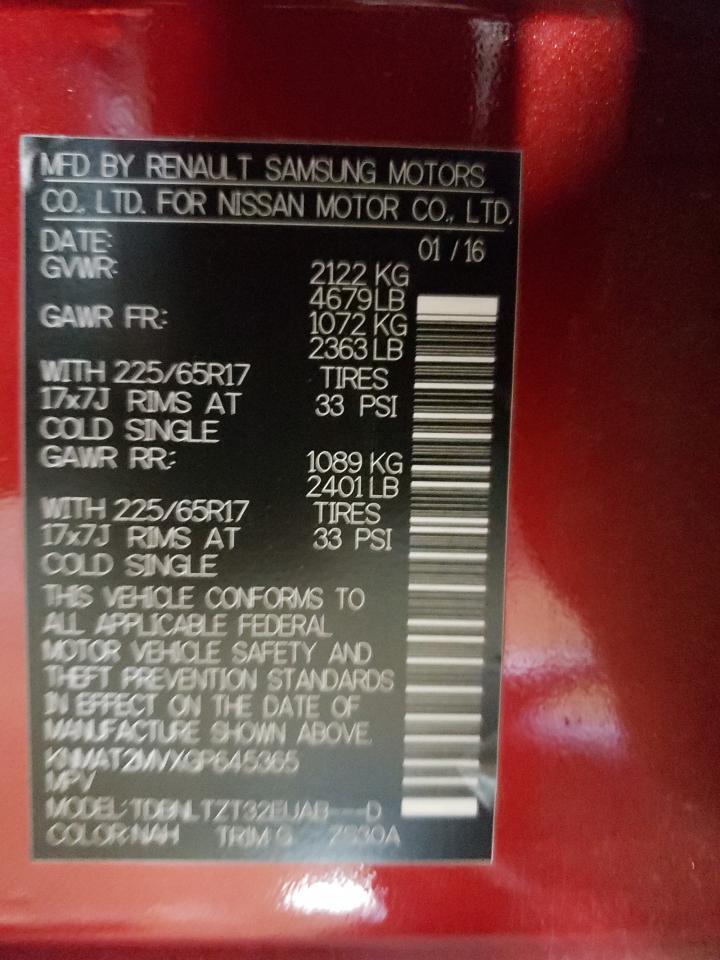 MFD BY RENAULT SAMSUNG MOTORS
CO., LTD. FOR NISSAN MOTOR CO., LTD.
DATE: 01 / 16
GVWR: 2122 KG
4679 LB
GAWR FR: 1072 KG
2363 LB
WITH 225/65R17 TIRES
17x7J RIMS AT 33 PSI
COLD SINGLE
GAWR RR: 1089 KG
2401 LB
WITH 225/65R17 TIRES
17x7J RIMS AT 33 PSI
COLD SINGLE
THIS VEHICLE CONFORMS TO
ALL APPLICABLE FEDERAL
MOTOR VEHICLE SAFETY AND
THEFT PREVENTION STANDARDS
IN EFFECT ON THE DATE OF
MANUFACTURE SHOWN ABOVE.
KNMAT2MVXGP645365
MPV
MODEL:
COLOR:NAH TRIM G